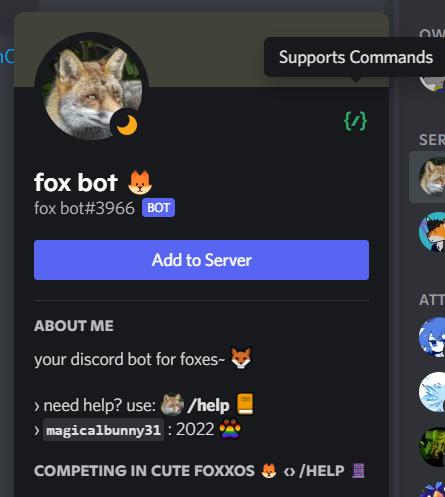 nC
OW
Supports Commands
{/}
SER
fox bot 🦊
fox bot#3966 BOT
Add to Server
ABOUT ME
your discord bot for foxes~ 🦊
› need help? use: /help 📙
› magicalbunny31 : 2022
ATT
COMPETING IN CUTE FOXXOS 🦊 ‹› /HELP